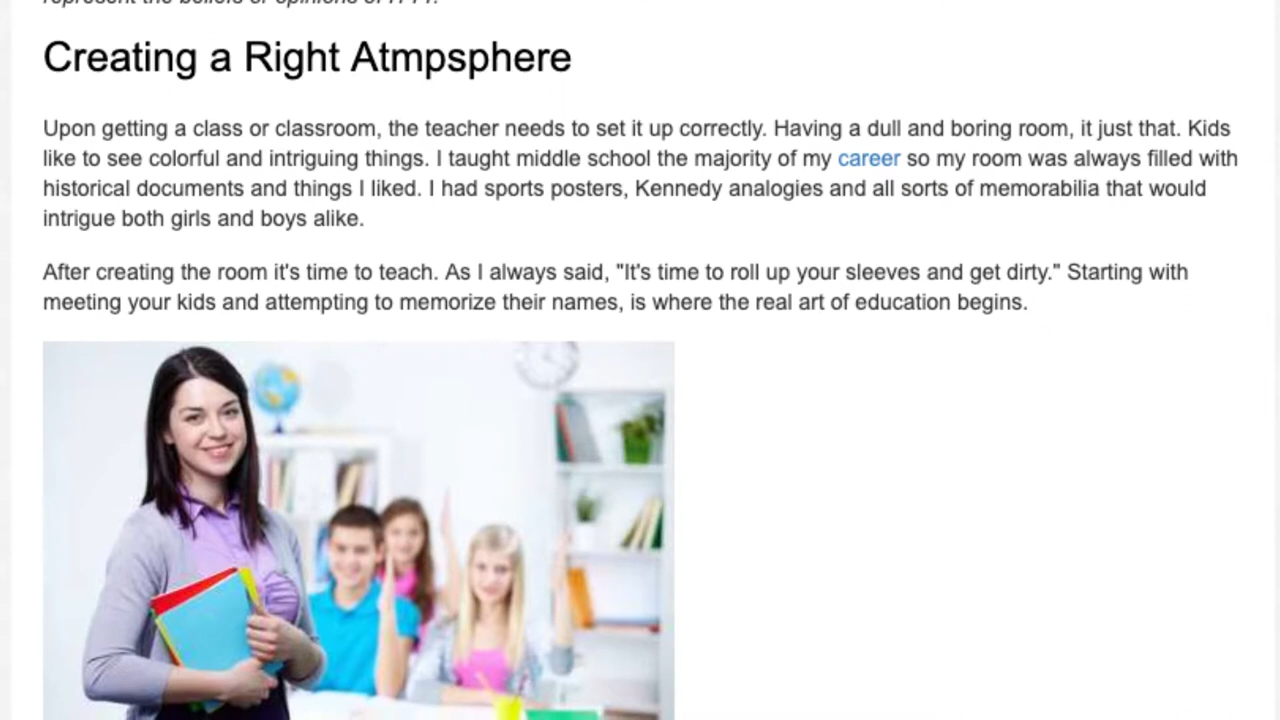 Creating a Right Atmpsphere
Upon getting a class or classroom, the teacher needs to set it up correctly. Having a dull and boring room, it just that. Kids
like to see colorful and intriguing things. I taught middle school the majority of my career so my room was always filled with
historical documents and things I liked. I had sports posters, Kennedy analogies and all sorts of memorabilia that would
intrigue both girls and boys alike.
After creating the room it's time to teach. As I always said, "It's time to roll up your sleeves and get dirty." Starting with
meeting your kids and attempting to memorize their names, is where the real art of education begins.